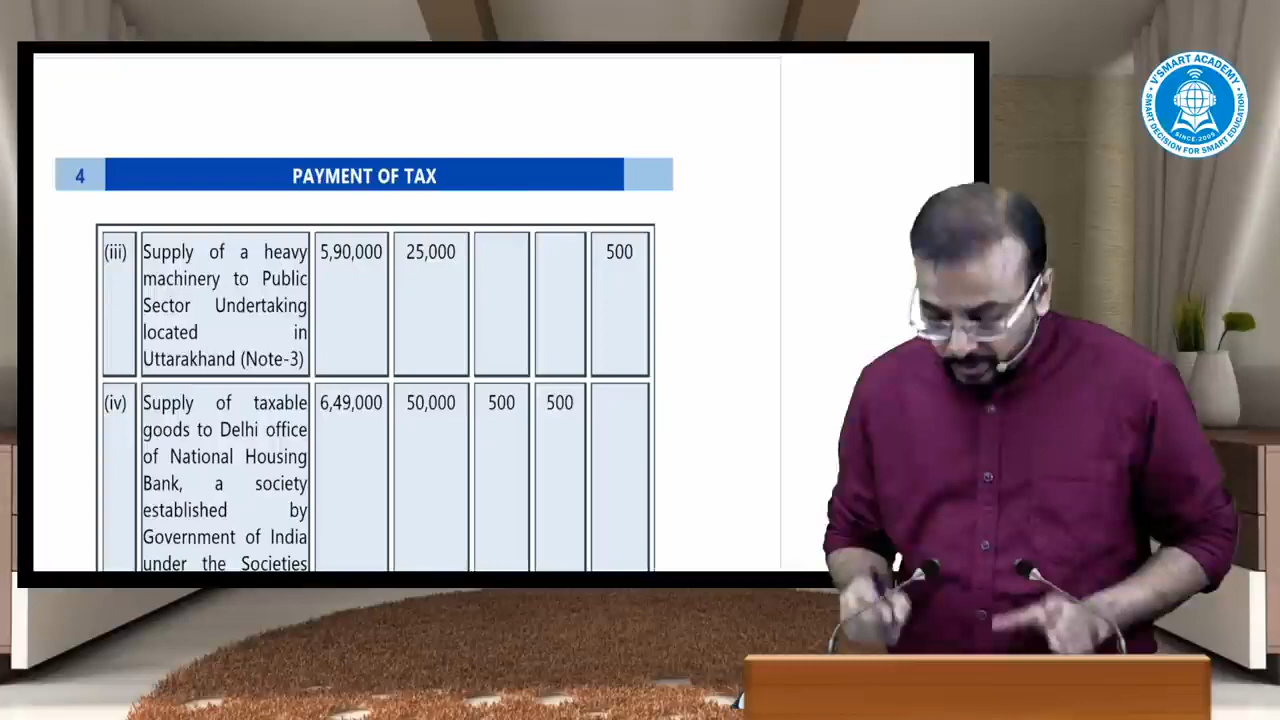 V'SMART ACADEMY
SMART DECISION FOR SMART EDUCATION
SINCE-2005
4 PAYMENT OF TAX
(iii) Supply of a heavy 5,90,000 25,000 500
machinery to Public
Sector Undertaking
located in
Uttarakhand (Note-3)
(iv) Supply of taxable 6,49,000 50,000 500 500
goods to Delhi office
of National Housing
Bank, a society
established by
Government of India
under the Societies